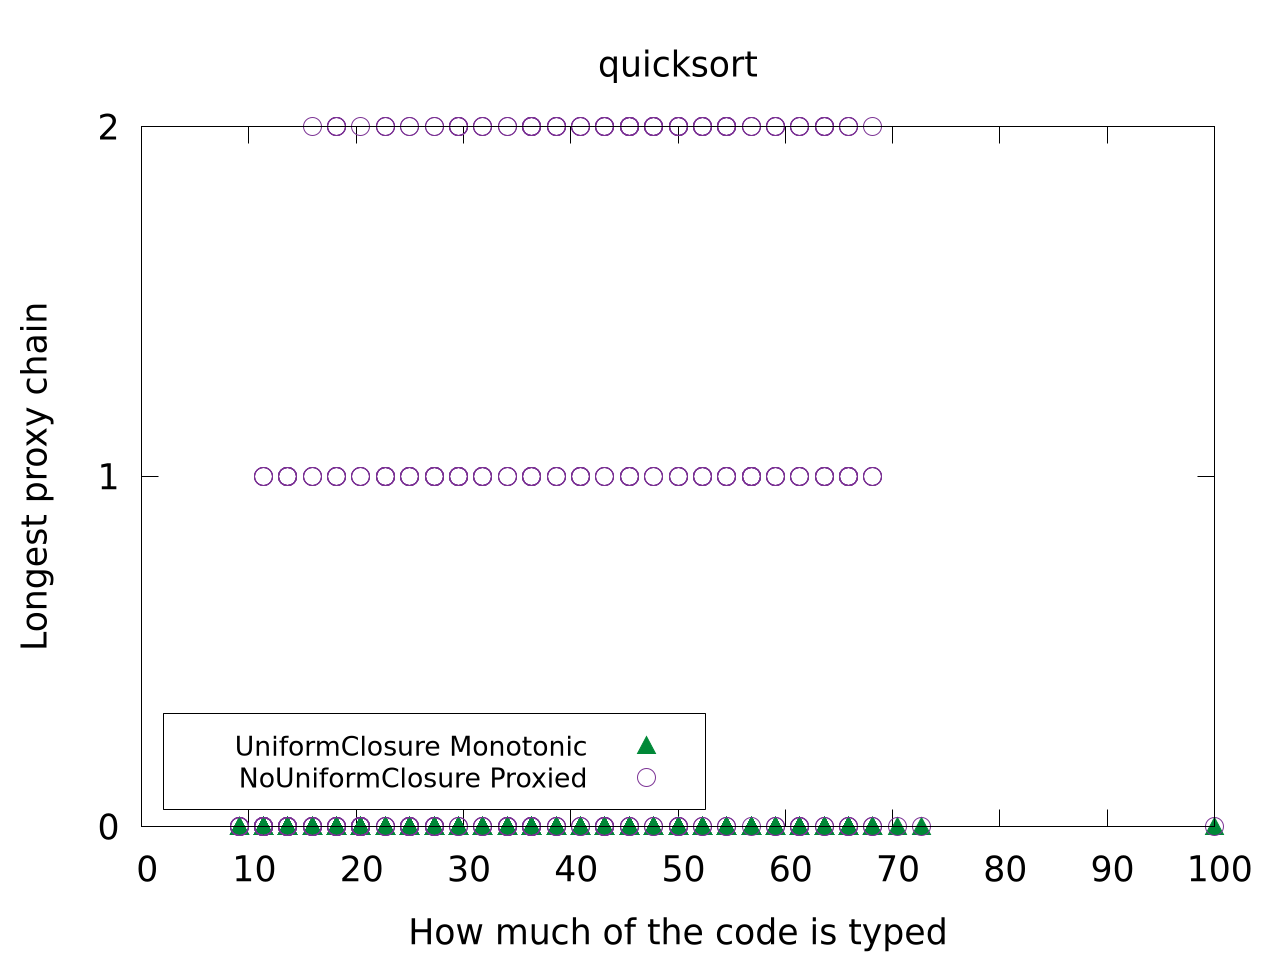 quicksort
2
1
0
Longest proxy chain
UniformClosure Monotonic
NoUniformClosure Proxied
0 10 20 30 40 50 60 70 80 90 100
How much of the code is typed